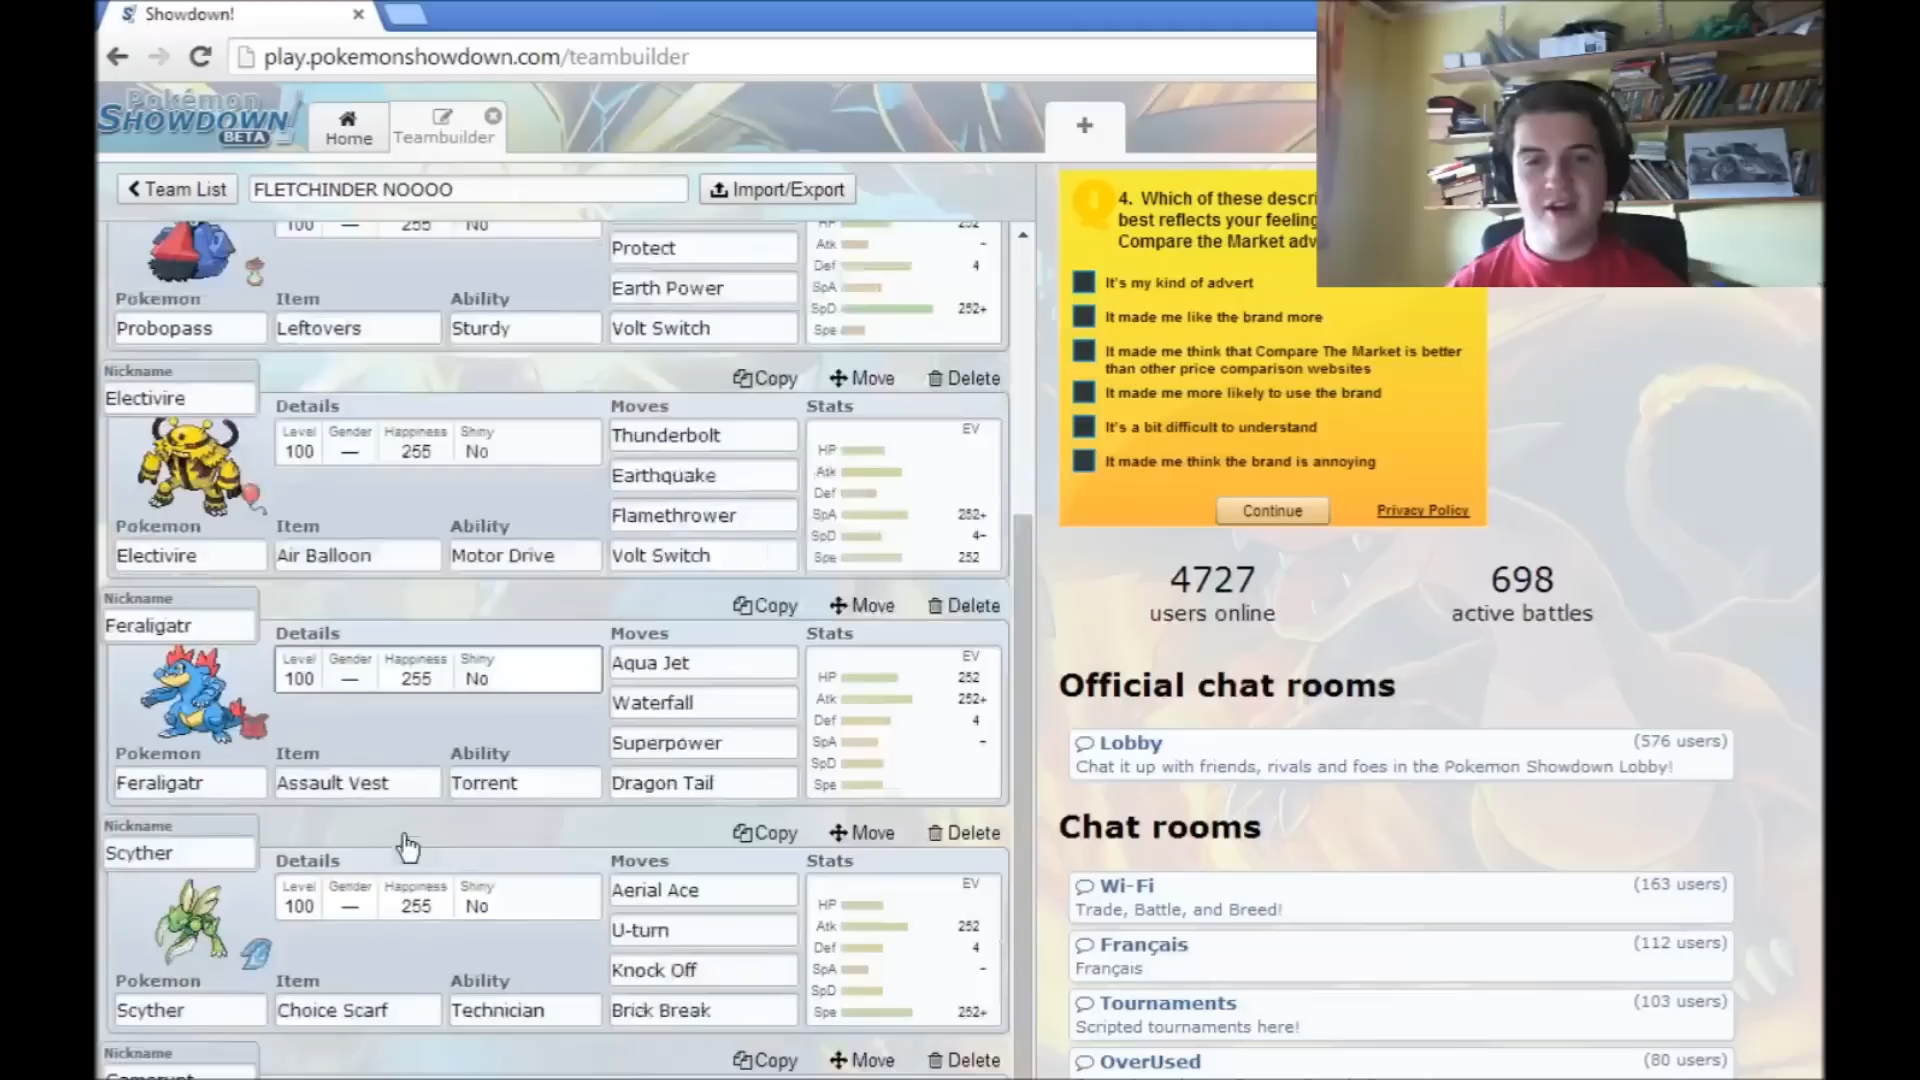 Showdown!
play.pokemonshowdown.com/teambuilder
Pokémon
SHOWDOWN
BETA
Home
Teambuilder
+
Team List
FLETCHINDER NOOOO
Import/Export
100 — 255 No
Protect
Earth Power
Volt Switch
HP 252
Atk -
Def 4
SpA
SpD 252+
Spe
Pokemon Item Ability
Probopass Leftovers Sturdy
Nickname
Electivire
Copy Move Delete
Details Moves Stats
Level Gender Happiness Shiny
100 — 255 No
Thunderbolt
Earthquake
Flamethrower
Volt Switch
EV
HP
Atk
Def
SpA 252+
SpD 4-
Spe 252
Pokemon Item Ability
Electivire Air Balloon Motor Drive
Nickname
Feraligatr
Copy Move Delete
Details Moves Stats
Level Gender Happiness Shiny
100 — 255 No
Aqua Jet
Waterfall
Superpower
Dragon Tail
EV
HP 252
Atk 252+
Def 4
SpA -
SpD
Spe
Pokemon Item Ability
Feraligatr Assault Vest Torrent
Nickname
Scyther
Copy Move Delete
Details Moves Stats
Level Gender Happiness Shiny
100 — 255 No
Aerial Ace
U-turn
Knock Off
Brick Break
EV
HP
Atk 252
Def 4
SpA -
SpD
Spe 252+
Pokemon Item Ability
Scyther Choice Scarf Technician
Nickname
Copy Move Delete
Q
4. Which of these
best reflects your
Compare the Market
It's my kind of advert
It made me like the brand more
It made me think that Compare The Market is better
than other price comparison websites
It made me more likely to use the brand
It's a bit difficult to understand
It made me think the brand is annoying
Continue
Privacy Policy
4727
users online
698
active battles
Official chat rooms
Lobby (576 users)
Chat it up with friends, rivals and foes in the Pokemon Showdown Lobby!
Chat rooms
Wi-Fi (163 users)
Trade, Battle, and Breed!
Français (112 users)
Français
Tournaments (103 users)
Scripted tournaments here!
OverUsed (80 users)